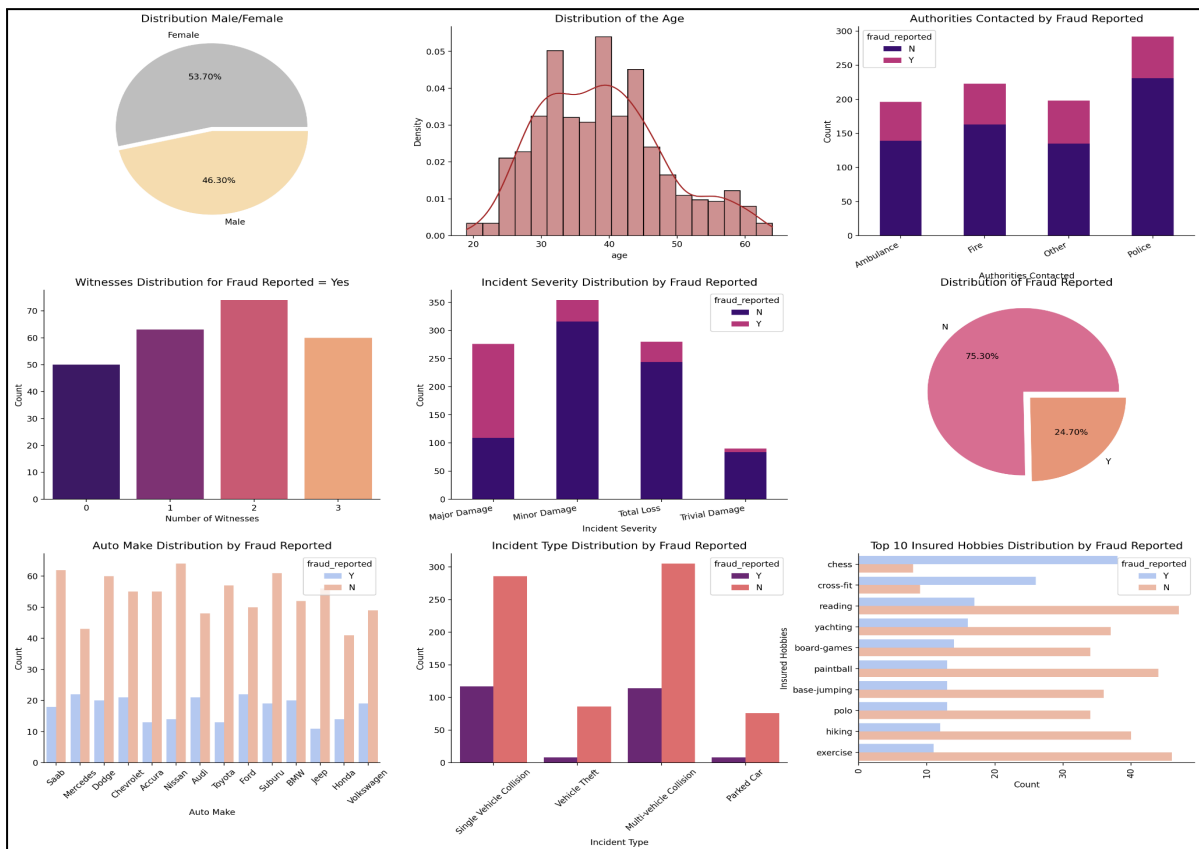 Distribution Male/Female
Female
53.70%
46.30%
Male
Distribution of the Age
Density
0.05
0.04
0.03
0.02
0.01
0.00
20 30 40 50 60
age
Authorities Contacted by Fraud Reported
fraud_reported
N
Y
Count
300
250
200
150
100
50
0
Ambulance Fire Other Police
Authorities Contacted
Witnesses Distribution for Fraud Reported = Yes
Count
70
60
50
40
30
20
10
0
0 1 2 3
Number of Witnesses
Incident Severity Distribution by Fraud Reported
fraud_reported
N
Y
Count
350
300
250
200
150
100
50
0
Major Damage Minor Damage Total Loss Trivial Damage
Incident Severity
Distribution of Fraud Reported
N
75.30%
24.70%
Y
Auto Make Distribution by Fraud Reported
fraud_reported
Y
N
Count
60
50
40
30
20
10
0
Saab Mercedes Dodge Chevrolet Accura Nissan Audi Toyota Ford Suburu BMW Jeep Honda Volkswagen
Auto Make
Incident Type Distribution by Fraud Reported
fraud_reported
Y
N
Count
300
250
200
150
100
50
0
Single Vehicle Collision Vehicle Theft Multi-vehicle Collision Parked Car
Incident Type
Top 10 Insured Hobbies Distribution by Fraud Reported
fraud_reported
Y
N
Insured Hobbies
chess
cross-fit
reading
yachting
board-games
paintball
base-jumping
polo
hiking
exercise
0 10 20 30 40
Count